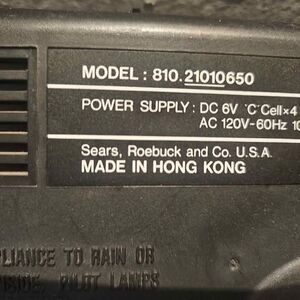 MODEL : 810.21010650
POWER SUPPLY : DC 6V "C"Cell×4
AC 120V-60Hz 10
Sears, Roebuck and Co. U.S.A.
MADE IN HONG KONG
PLIANCE TO RAIN OR
PILOT LAMPS